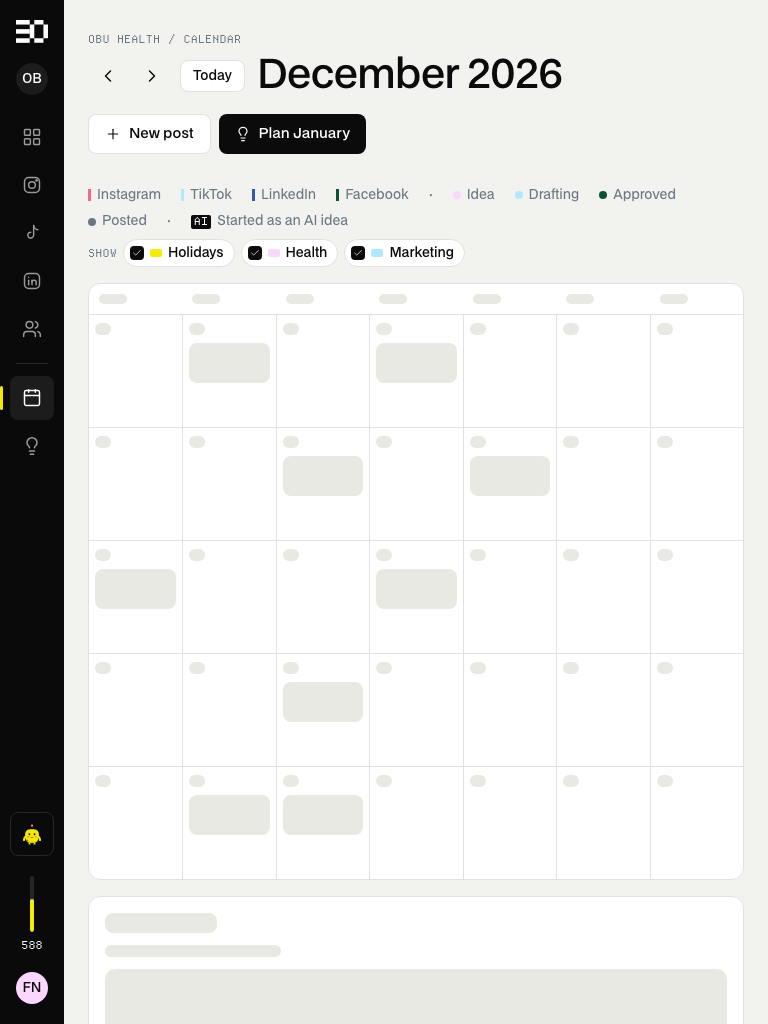 OB
OBU HEALTH / CALENDAR
Today
December 2026
New post
Plan January
Instagram TikTok LinkedIn Facebook · Idea Drafting Approved
Posted · AI Started as an AI idea
SHOW Holidays Health Marketing
588
FN